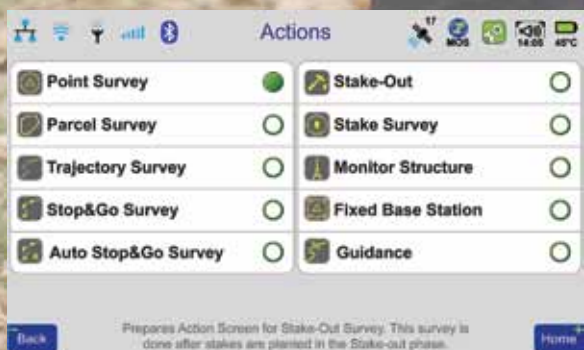 Actions
17
MOS
14:05
45°C
Point Survey
Stake-Out
Parcel Survey
Stake Survey
Trajectory Survey
Monitor Structure
Stop&Go Survey
Fixed Base Station
Auto Stop&Go Survey
Guidance
Back
Prepares Action Screen for Stake-Out Survey. This survey is
done after stakes are planted in the Stake-out phase.
Home